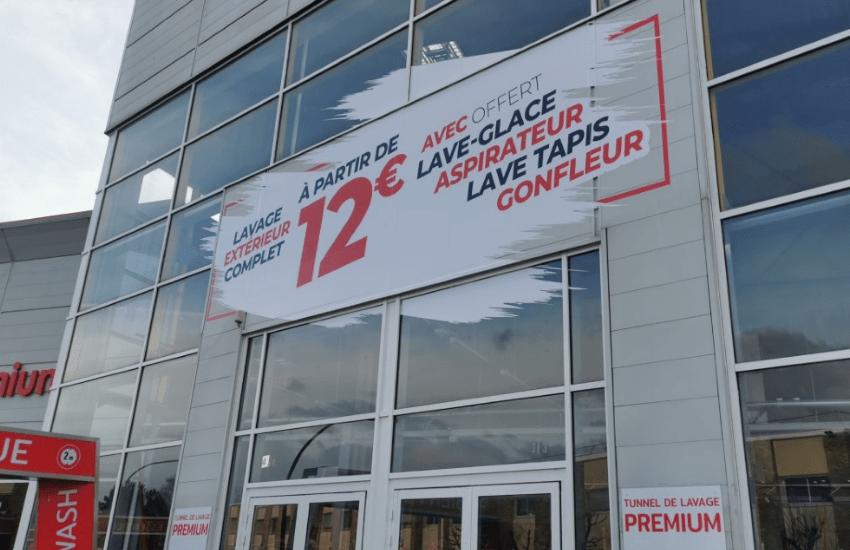 LAVAGE
EXTÉRIEUR
COMPLET
À PARTIR DE
12€
AVEC OFFERT
LAVE-GLACE
ASPIRATEUR
LAVE TAPIS
GONFLEUR
TUNNEL DE LAVAGE
PREMIUM
TUNNEL DE LAVAGE
PREMIUM
WASH